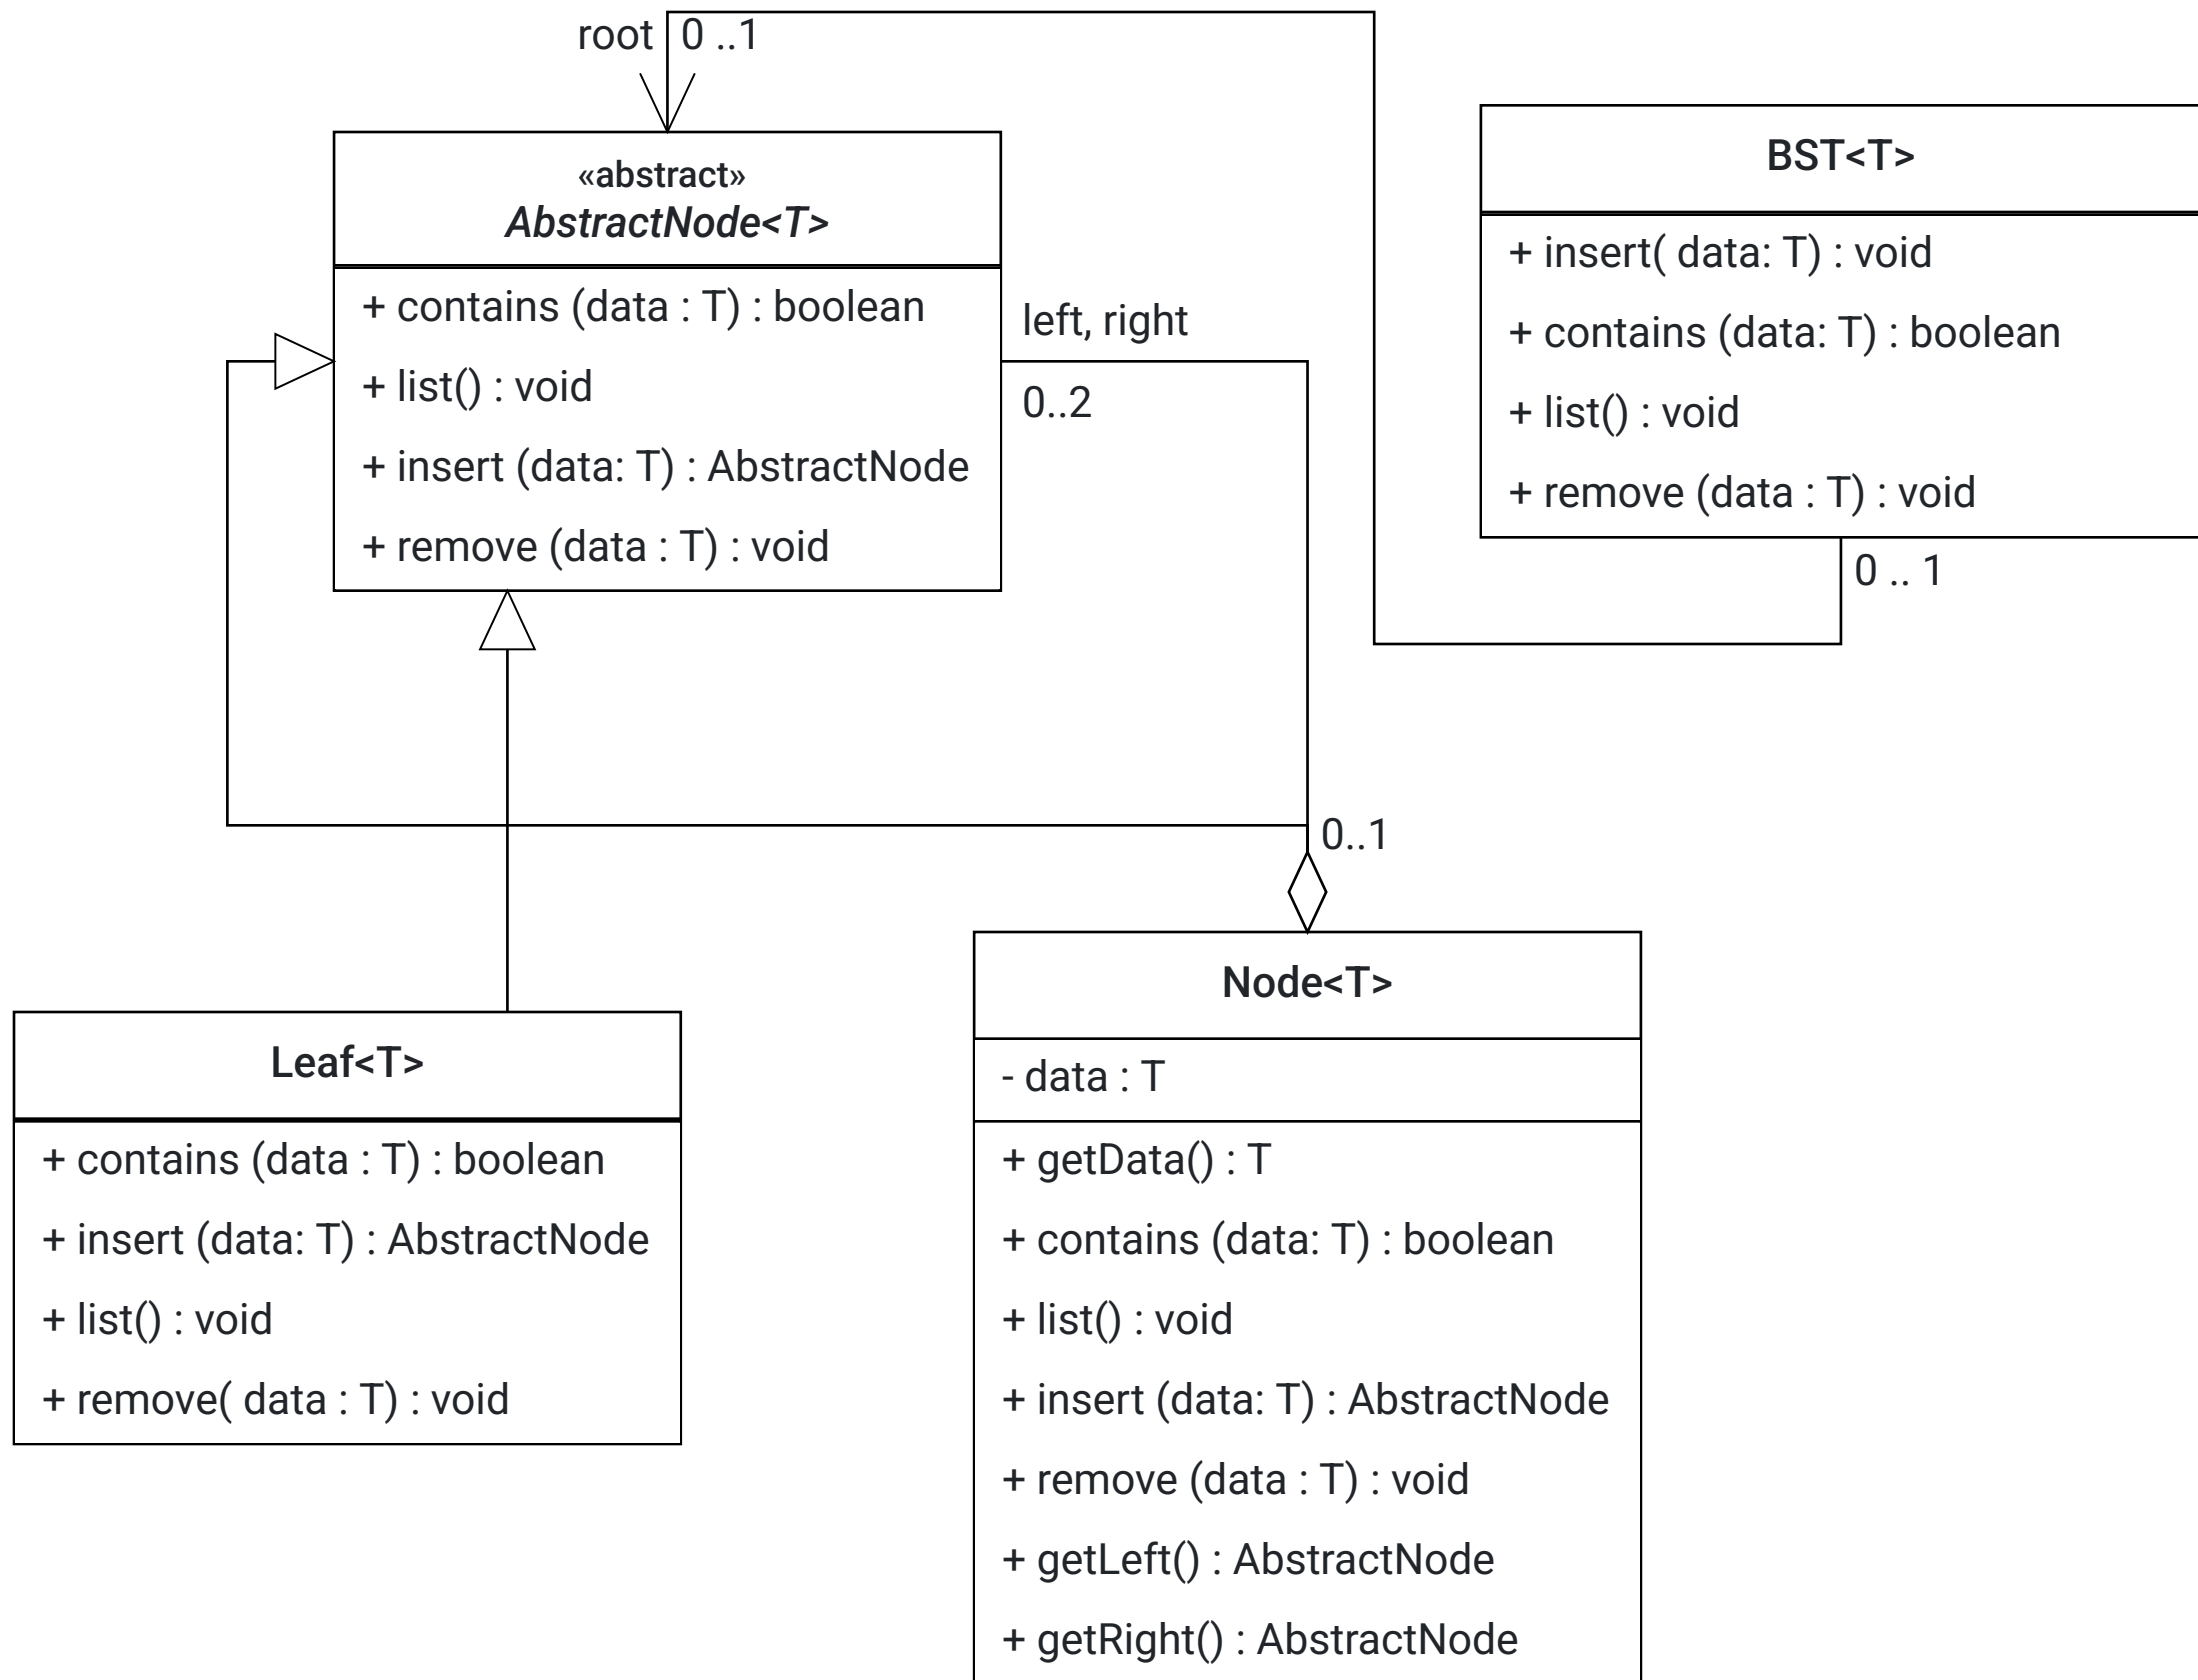 root 0 ..1
«abstract»
AbstractNode<T>
+ contains (data : T) : boolean
+ list() : void
+ insert (data: T) : AbstractNode
+ remove (data : T) : void
left, right
0..2
BST<T>
+ insert( data: T) : void
+ contains (data: T) : boolean
+ list() : void
+ remove (data : T) : void
0 .. 1
0..1
Leaf<T>
+ contains (data : T) : boolean
+ insert (data: T) : AbstractNode
+ list() : void
+ remove( data : T) : void
Node<T>
- data : T
+ getData() : T
+ contains (data: T) : boolean
+ list() : void
+ insert (data: T) : AbstractNode
+ remove (data : T) : void
+ getLeft() : AbstractNode
+ getRight() : AbstractNode